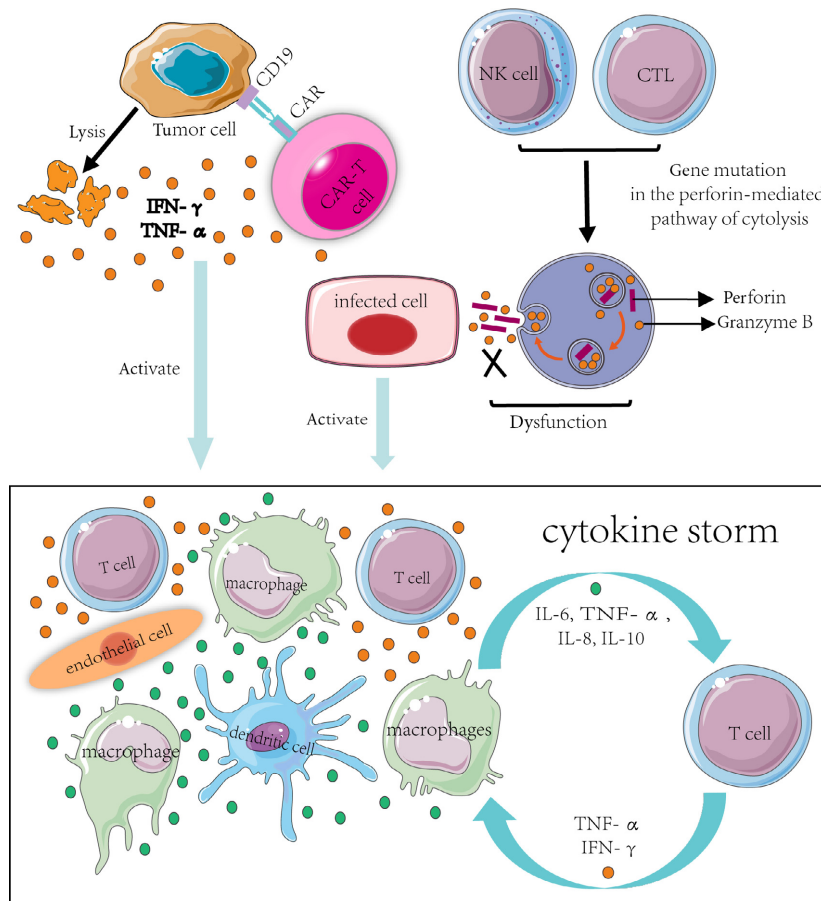 CD19
CAR
Tumor cell
Lysis
CAR-T
cell
IFN- γ
TNF- α
Activate
NK cell
CTL
Gene mutation
in the perforin-mediated
pathway of cytolysis
infected cell
Perforin
Granzyme B
X
Dysfunction
Activate
cytokine storm
T cell
macrophage
T cell
endothelial cell
macrophage
dendritic cell
macrophages
IL-6, TNF- α ,
IL-8, IL-10
T cell
TNF- α
IFN- γ